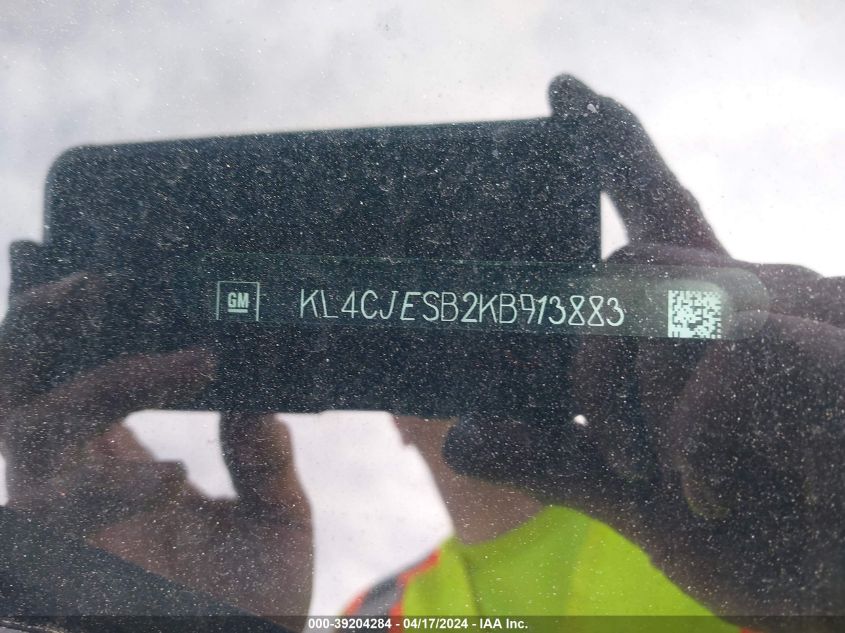 GM KL4CJESB2KB913883
000-39204284 - 04/17/2024 - IAA Inc.